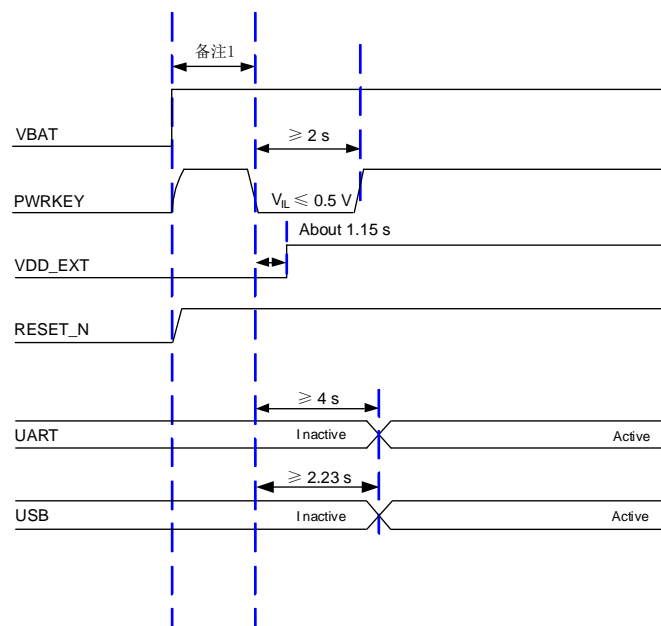 备注1
VBAT
≥ 2 s
PWRKEY
VIL ≤ 0.5 V
About 1.15 s
VDD_EXT
RESET_N
≥ 4 s
UART
Inactive
Active
≥ 2.23 s
USB
Inactive
Active